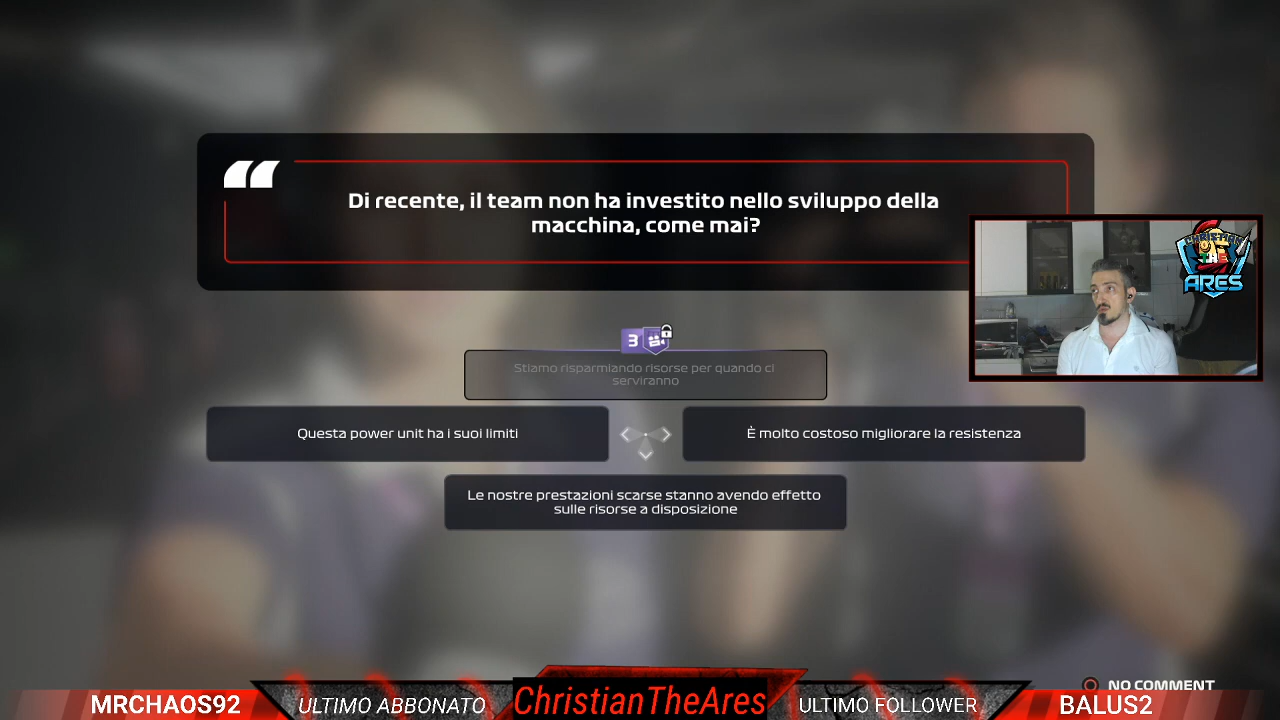 Di recente, il team non ha investito nello sviluppo della
macchina, come mai?
CHRISTIAN
THE
ARES
3
Stiamo risparmiando risorse per quando ci
serviranno
Questa power unit ha i suoi limiti
È molto costoso migliorare la resistenza
Le nostre prestazioni scarse stanno avendo effetto
sulle risorse a disposizione
NO COMMENT
MRCHAOS92
ULTIMO ABBONATO
ChristianTheAres
ULTIMO FOLLOWER
BALUS2